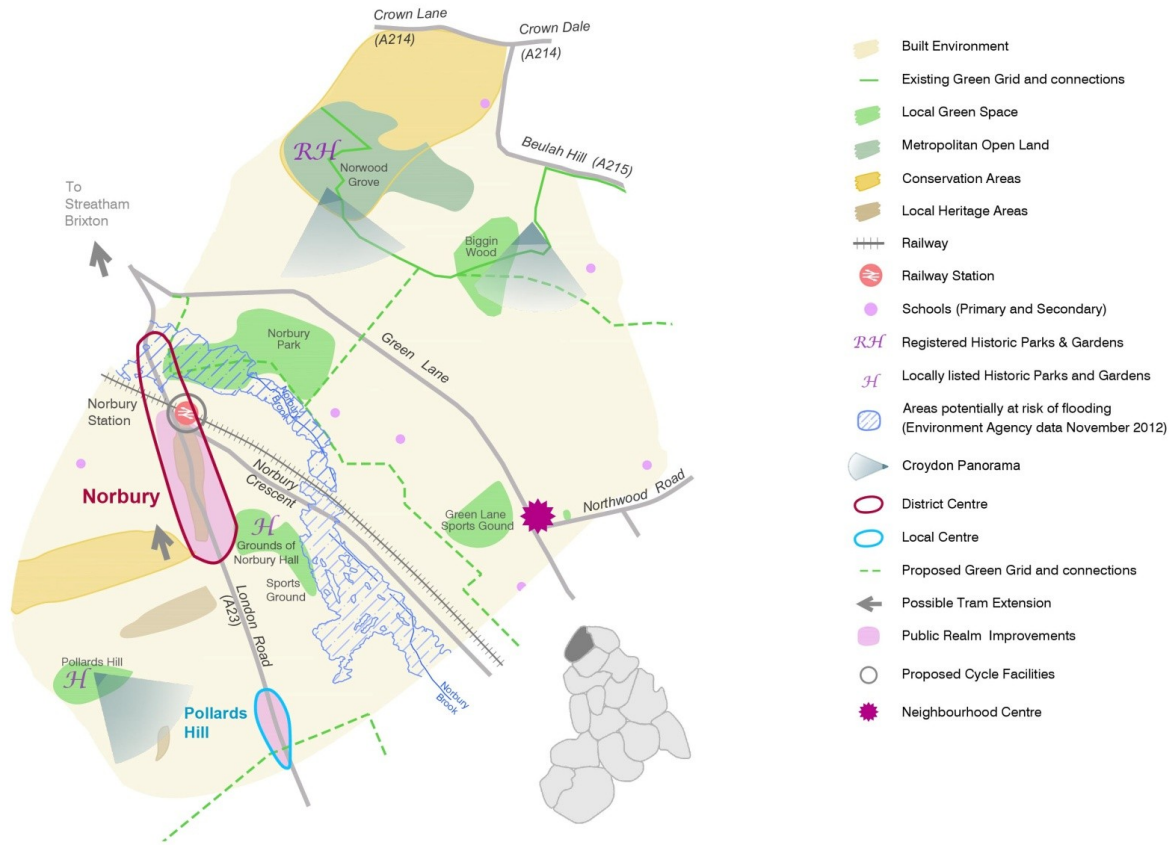 Crown Lane
(A214)
Crown Dale
(A214)
Beulah Hill (A215)
RH
Norwood
Grove
To
Streatham
Brixton
Biggin
Wood
Norbury
Park
Green Lane
Norbury
Station
Norbury
Brook
Norbury
Crescent
Norbury
Green Lane
Sports Gound
Northwood Road
H
Grounds of
Norbury Hall
Sports
Ground
London Road
(A23)
Pollards Hill
H
Pollards
Hill
Norbury
Brook
Built Environment
Existing Green Grid and connections
Local Green Space
Metropolitan Open Land
Conservation Areas
Local Heritage Areas
Railway
Railway Station
Schools (Primary and Secondary)
RH Registered Historic Parks & Gardens
H Locally listed Historic Parks and Gardens
Areas potentially at risk of flooding
(Environment Agency data November 2012)
Croydon Panorama
District Centre
Local Centre
Proposed Green Grid and connections
Possible Tram Extension
Public Realm Improvements
Proposed Cycle Facilities
Neighbourhood Centre